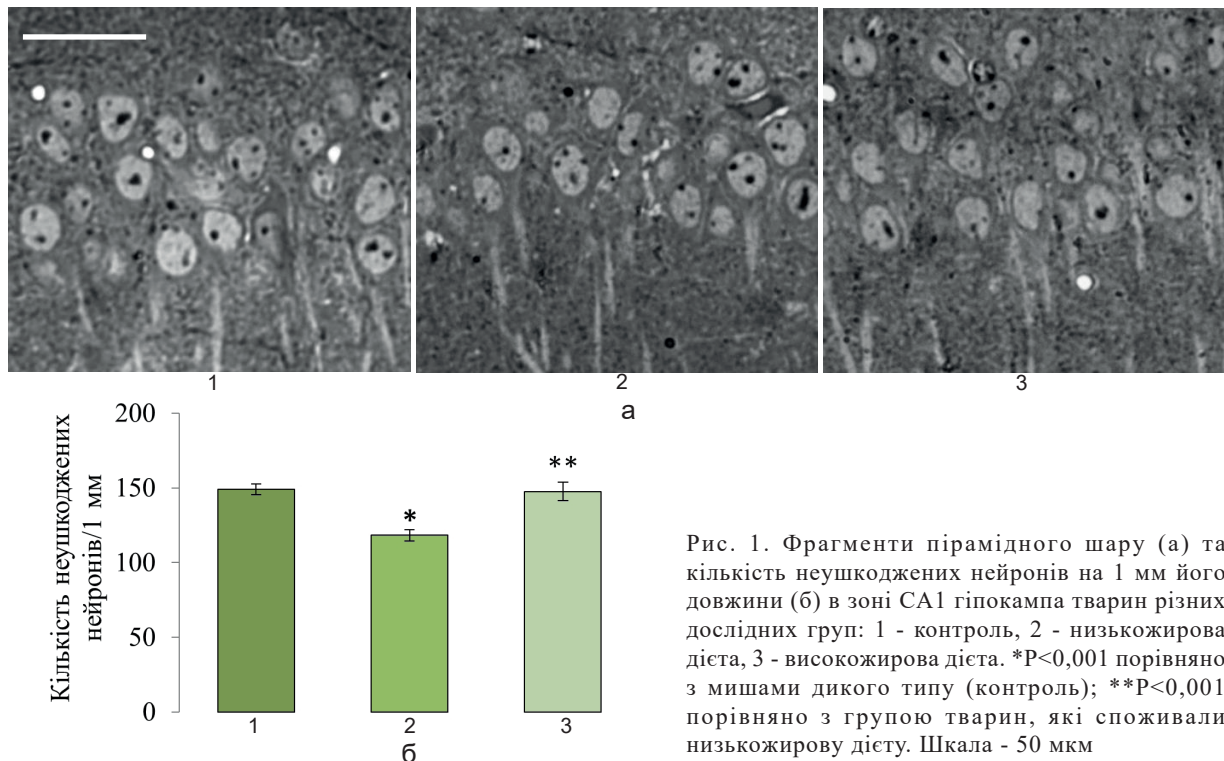 1
2
3
а
Кількість неушкоджених
нейронів/1 мм
200
150
100
50
0
*
**
1
2
3
б
Рис. 1. Фрагменти пірамідного шару (а) та
кількість неушкоджених нейронів на 1 мм його
довжини (б) в зоні СА1 гіпокампа тварин різних
дослідних груп: 1 - контроль, 2 - низькожирова
дієта, 3 - високожирова дієта. *P<0,001 порівняно
з мишами дикого типу (контроль); **P<0,001
порівняно з групою тварин, які споживали
низькожирову дієту. Шкала - 50 мкм